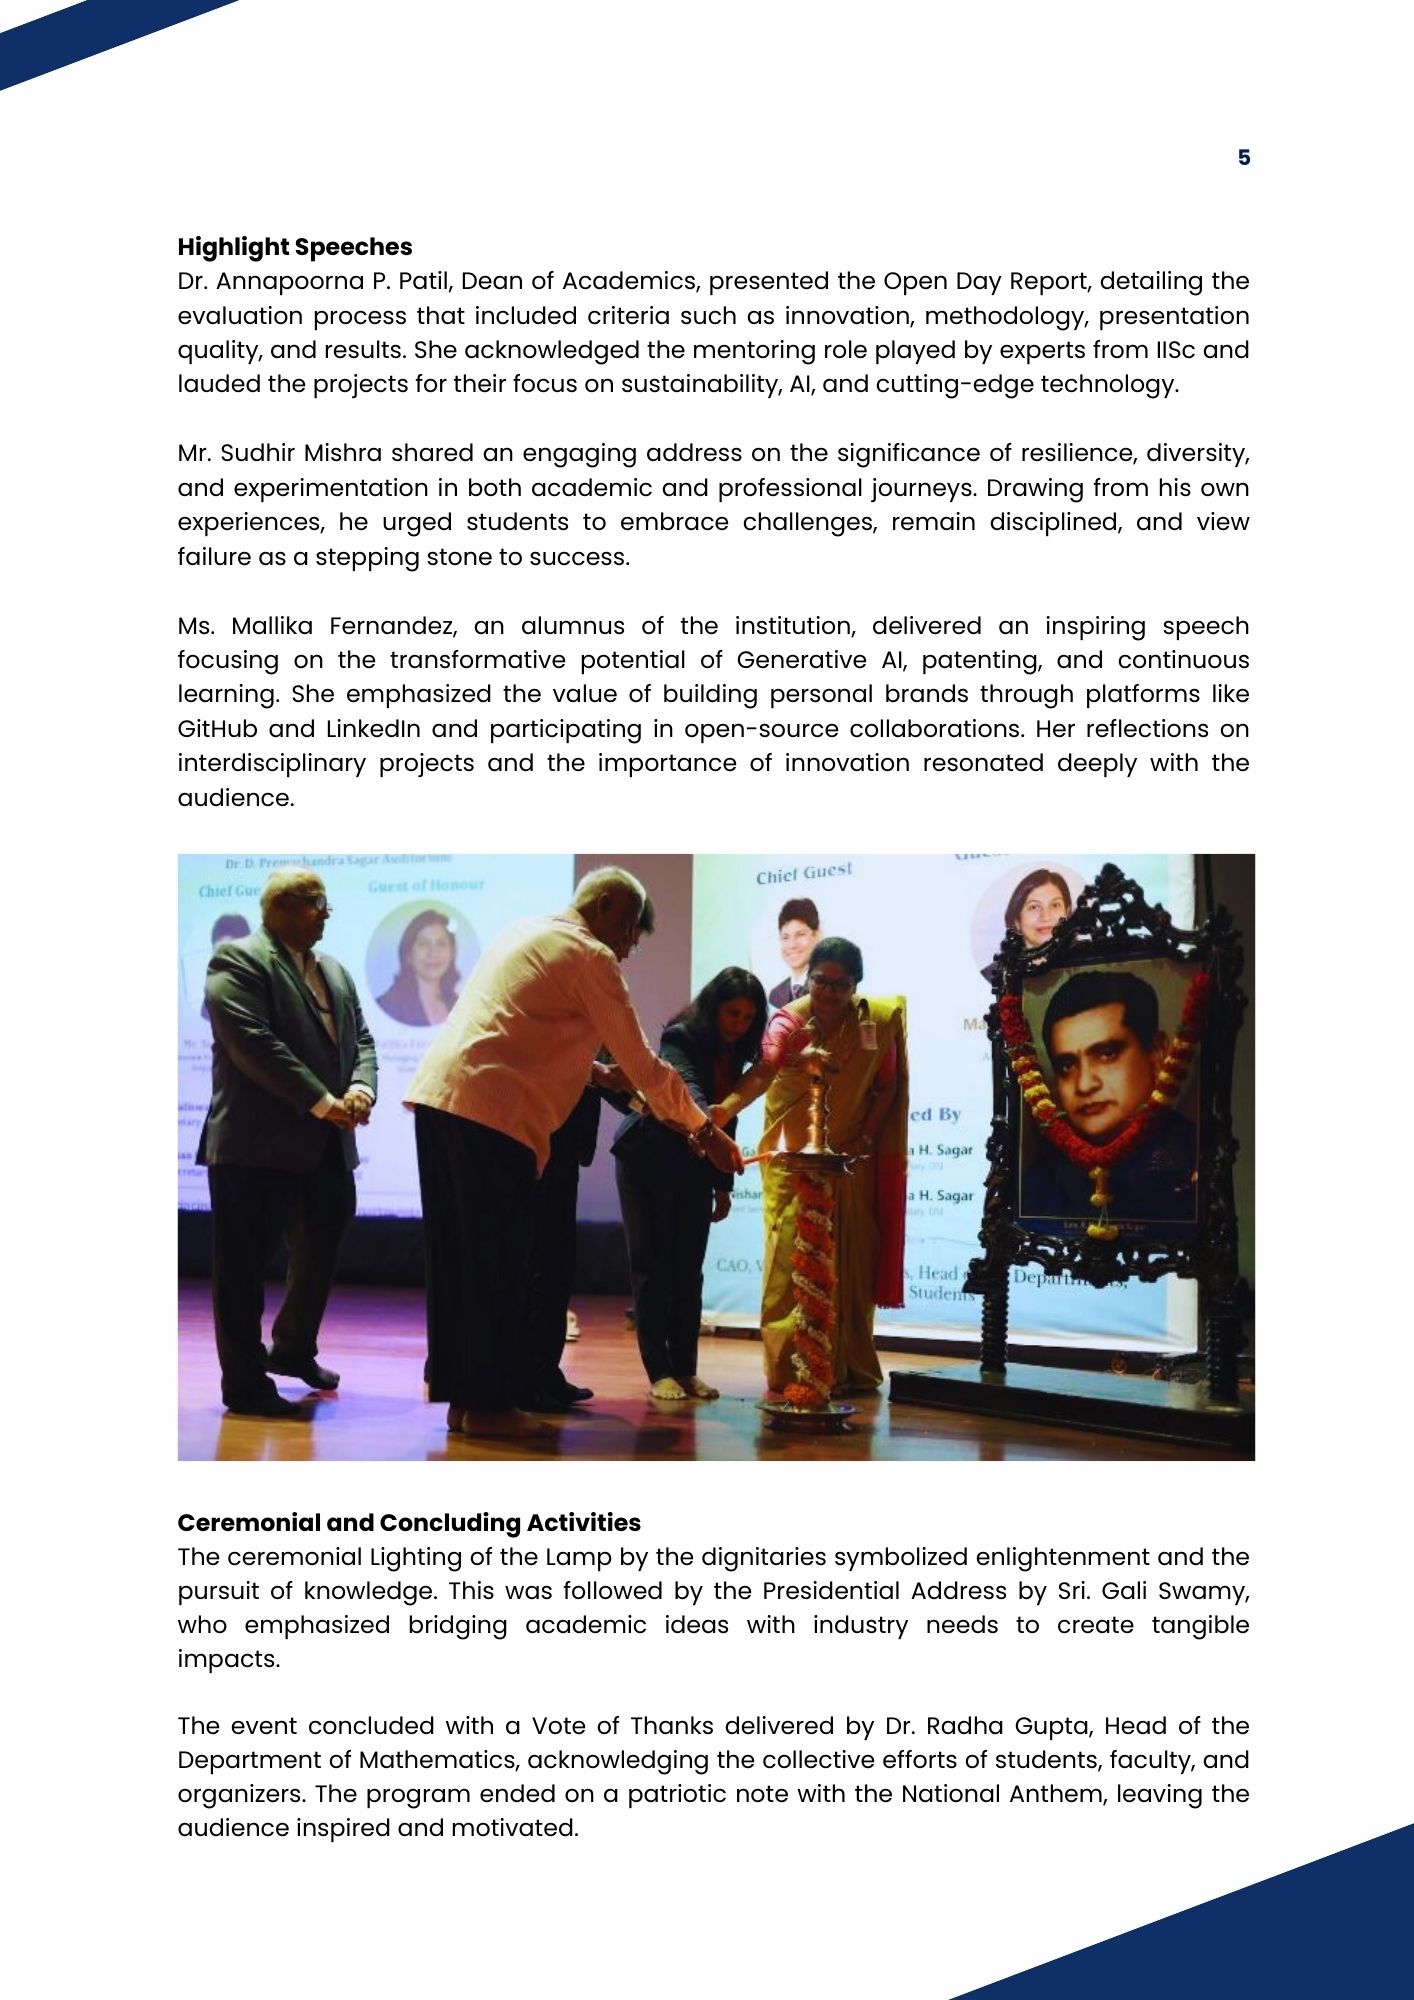 5
Highlight Speeches
Dr. Annapoorna P. Patil, Dean of Academics, presented the Open Day Report, detailing the
evaluation process that included criteria such as innovation, methodology, presentation
quality, and results. She acknowledged the mentoring role played by experts from IISc and
lauded the projects for their focus on sustainability, AI, and cutting-edge technology.
Mr. Sudhir Mishra shared an engaging address on the significance of resilience, diversity,
and experimentation in both academic and professional journeys. Drawing from his own
experiences, he urged students to embrace challenges, remain disciplined, and view
failure as a stepping stone to success.
Ms. Mallika Fernandez, an alumnus of the institution, delivered an inspiring speech
focusing on the transformative potential of Generative AI, patenting, and continuous
learning. She emphasized the value of building personal brands through platforms like
GitHub and LinkedIn and participating in open-source collaborations. Her reflections on
interdisciplinary projects and the importance of innovation resonated deeply with the
audience.
Dr. D. Premachandra Sagar Auditorium
Chief Gue
Guest of Honour
Chief Guest
Ma
ed By
a H. Sagar
a H. Sagar
CAO, V
s, Head
Departments,
Students
Ceremonial and Concluding Activities
The ceremonial Lighting of the Lamp by the dignitaries symbolized enlightenment and the
pursuit of knowledge. This was followed by the Presidential Address by Sri. Gali Swamy,
who emphasized bridging academic ideas with industry needs to create tangible
impacts.
The event concluded with a Vote of Thanks delivered by Dr. Radha Gupta, Head of the
Department of Mathematics, acknowledging the collective efforts of students, faculty, and
organizers. The program ended on a patriotic note with the National Anthem, leaving the
audience inspired and motivated.